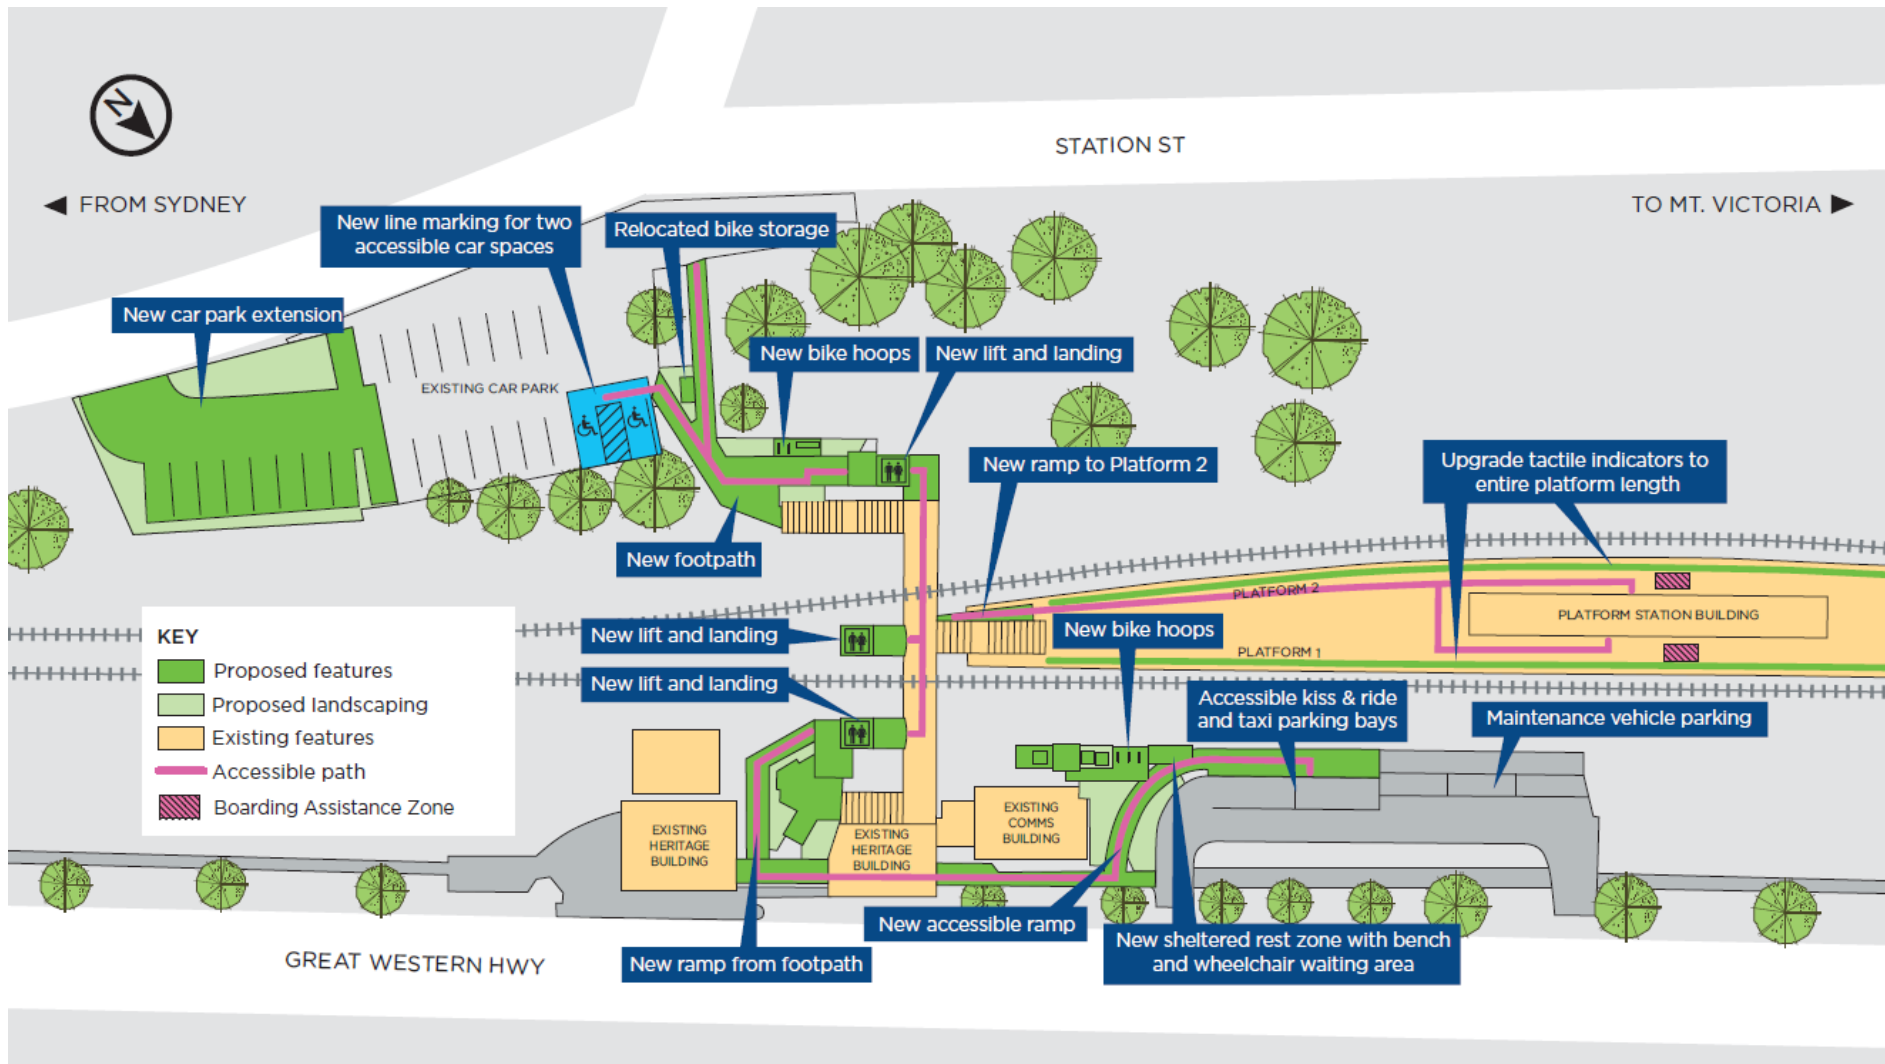 N
STATION ST
FROM SYDNEY
TO MT. VICTORIA
New line marking for two
accessible car spaces
Relocated bike storage
New car park extension
New bike hoops
New lift and landing
EXISTING CAR PARK
New ramp to Platform 2
Upgrade tactile indicators to
entire platform length
New footpath
PLATFORM 2
PLATFORM STATION BUILDING
KEY
Proposed features
Proposed landscaping
Existing features
Accessible path
Boarding Assistance Zone
New lift and landing
New bike hoops
PLATFORM 1
New lift and landing
Accessible kiss & ride
and taxi parking bays
Maintenance vehicle parking
EXISTING
HERITAGE
BUILDING
EXISTING
HERITAGE
BUILDING
EXISTING
COMMS
BUILDING
New accessible ramp
New sheltered rest zone with bench
and wheelchair waiting area
New ramp from footpath
GREAT WESTERN HWY